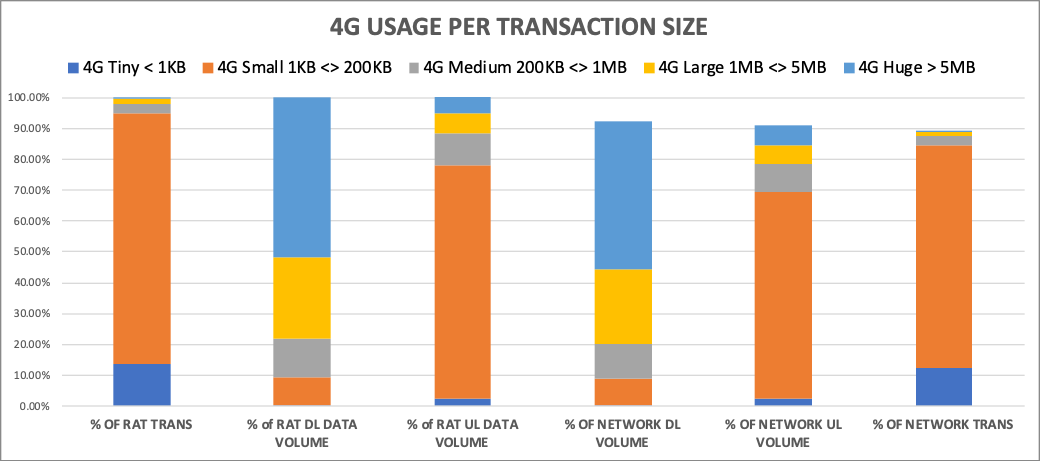 4G USAGE PER TRANSACTION SIZE
4G Tiny < 1KB 4G Small 1KB <> 200KB 4G Medium 200KB <> 1MB 4G Large 1MB <> 5MB 4G Huge > 5MB
100.00%
90.00%
80.00%
70.00%
60.00%
50.00%
40.00%
30.00%
20.00%
10.00%
0.00%
% OF RAT TRANS % of RAT DL DATA % of RAT UL DATA % OF NETWORK DL % OF NETWORK UL % OF NETWORK TRANS
VOLUME VOLUME VOLUME VOLUME